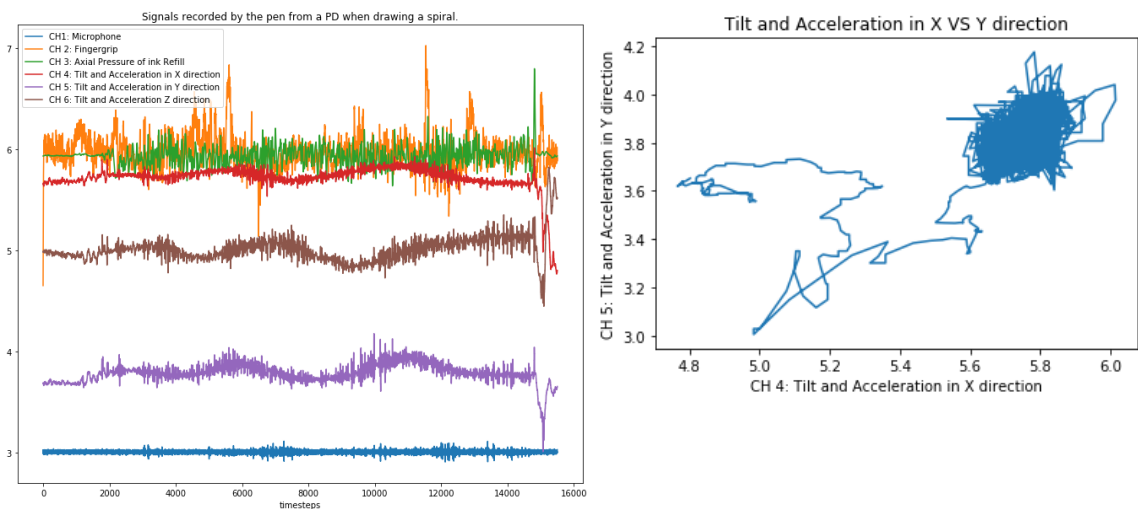 Signals recorded by the pen from a PD when drawing a spiral.
CH1: Microphone
CH 2: Fingergrip
CH 3: Axial Pressure of ink Refill
CH 4: Tilt and Acceleration in X direction
CH 5: Tilt and Acceleration in Y direction
CH 6: Tilt and Acceleration Z direction
7
6
5
4
3
0 2000 4000 6000 8000 10000 12000 14000 16000
timesteps
Tilt and Acceleration in X VS Y direction
CH 5: Tilt and Acceleration in Y direction
4.2
4.0
3.8
3.6
3.4
3.2
3.0
4.8 5.0 5.2 5.4 5.6 5.8 6.0
CH 4: Tilt and Acceleration in X direction